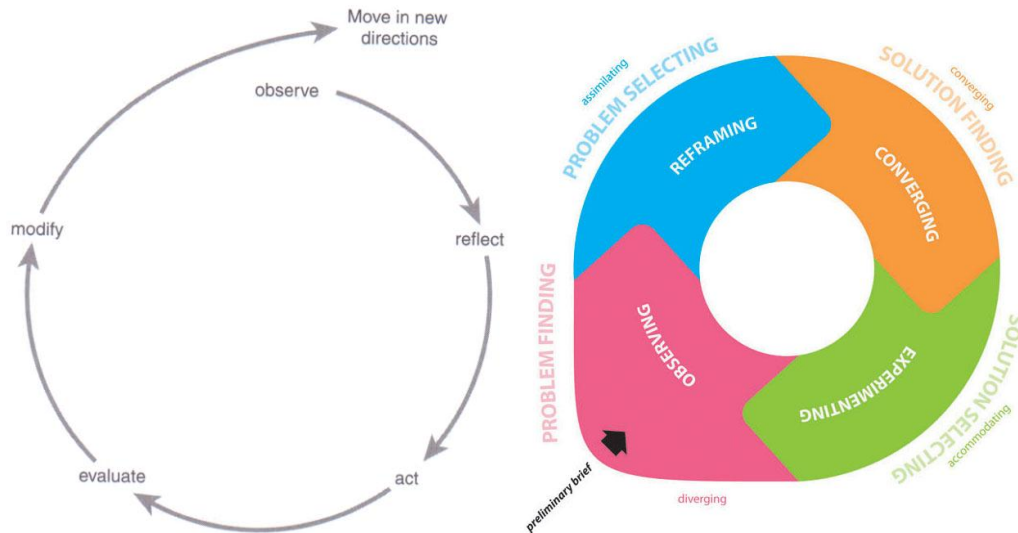 Move in new
directions
observe
reflect
act
evaluate
modify
PROBLEM FINDING
OBSERVING
diverging
preliminary brief
PROBLEM SELECTING
assimilating
REFRAMING
SOLUTION FINDING
converging
CONVERGING
SOLUTION SELECTING
accommodating
EXPERIMENTING